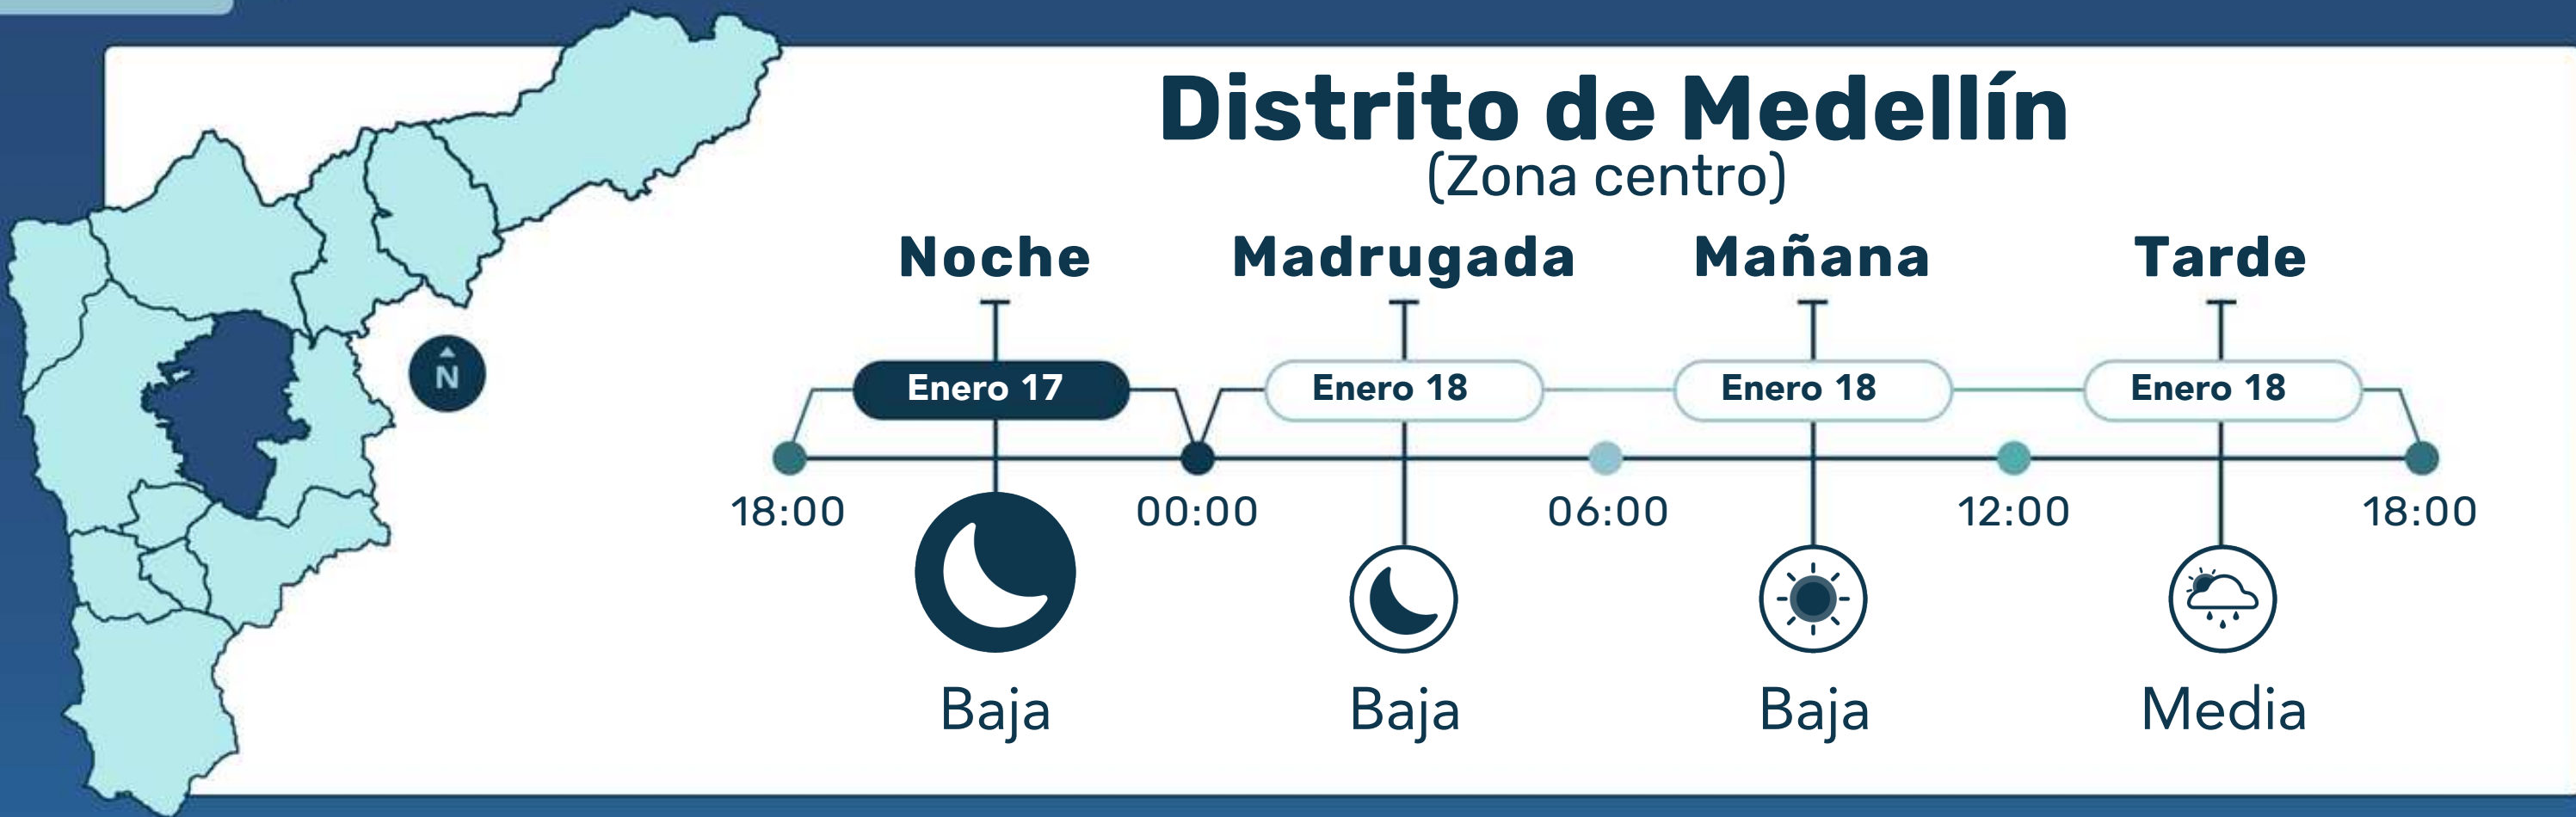 Distrito de Medellín
(Zona centro)
Noche Madrugada Mañana Tarde
Enero 17 Enero 18 Enero 18 Enero 18
N
18:00 00:00 06:00 12:00 18:00
Baja Baja Baja Media